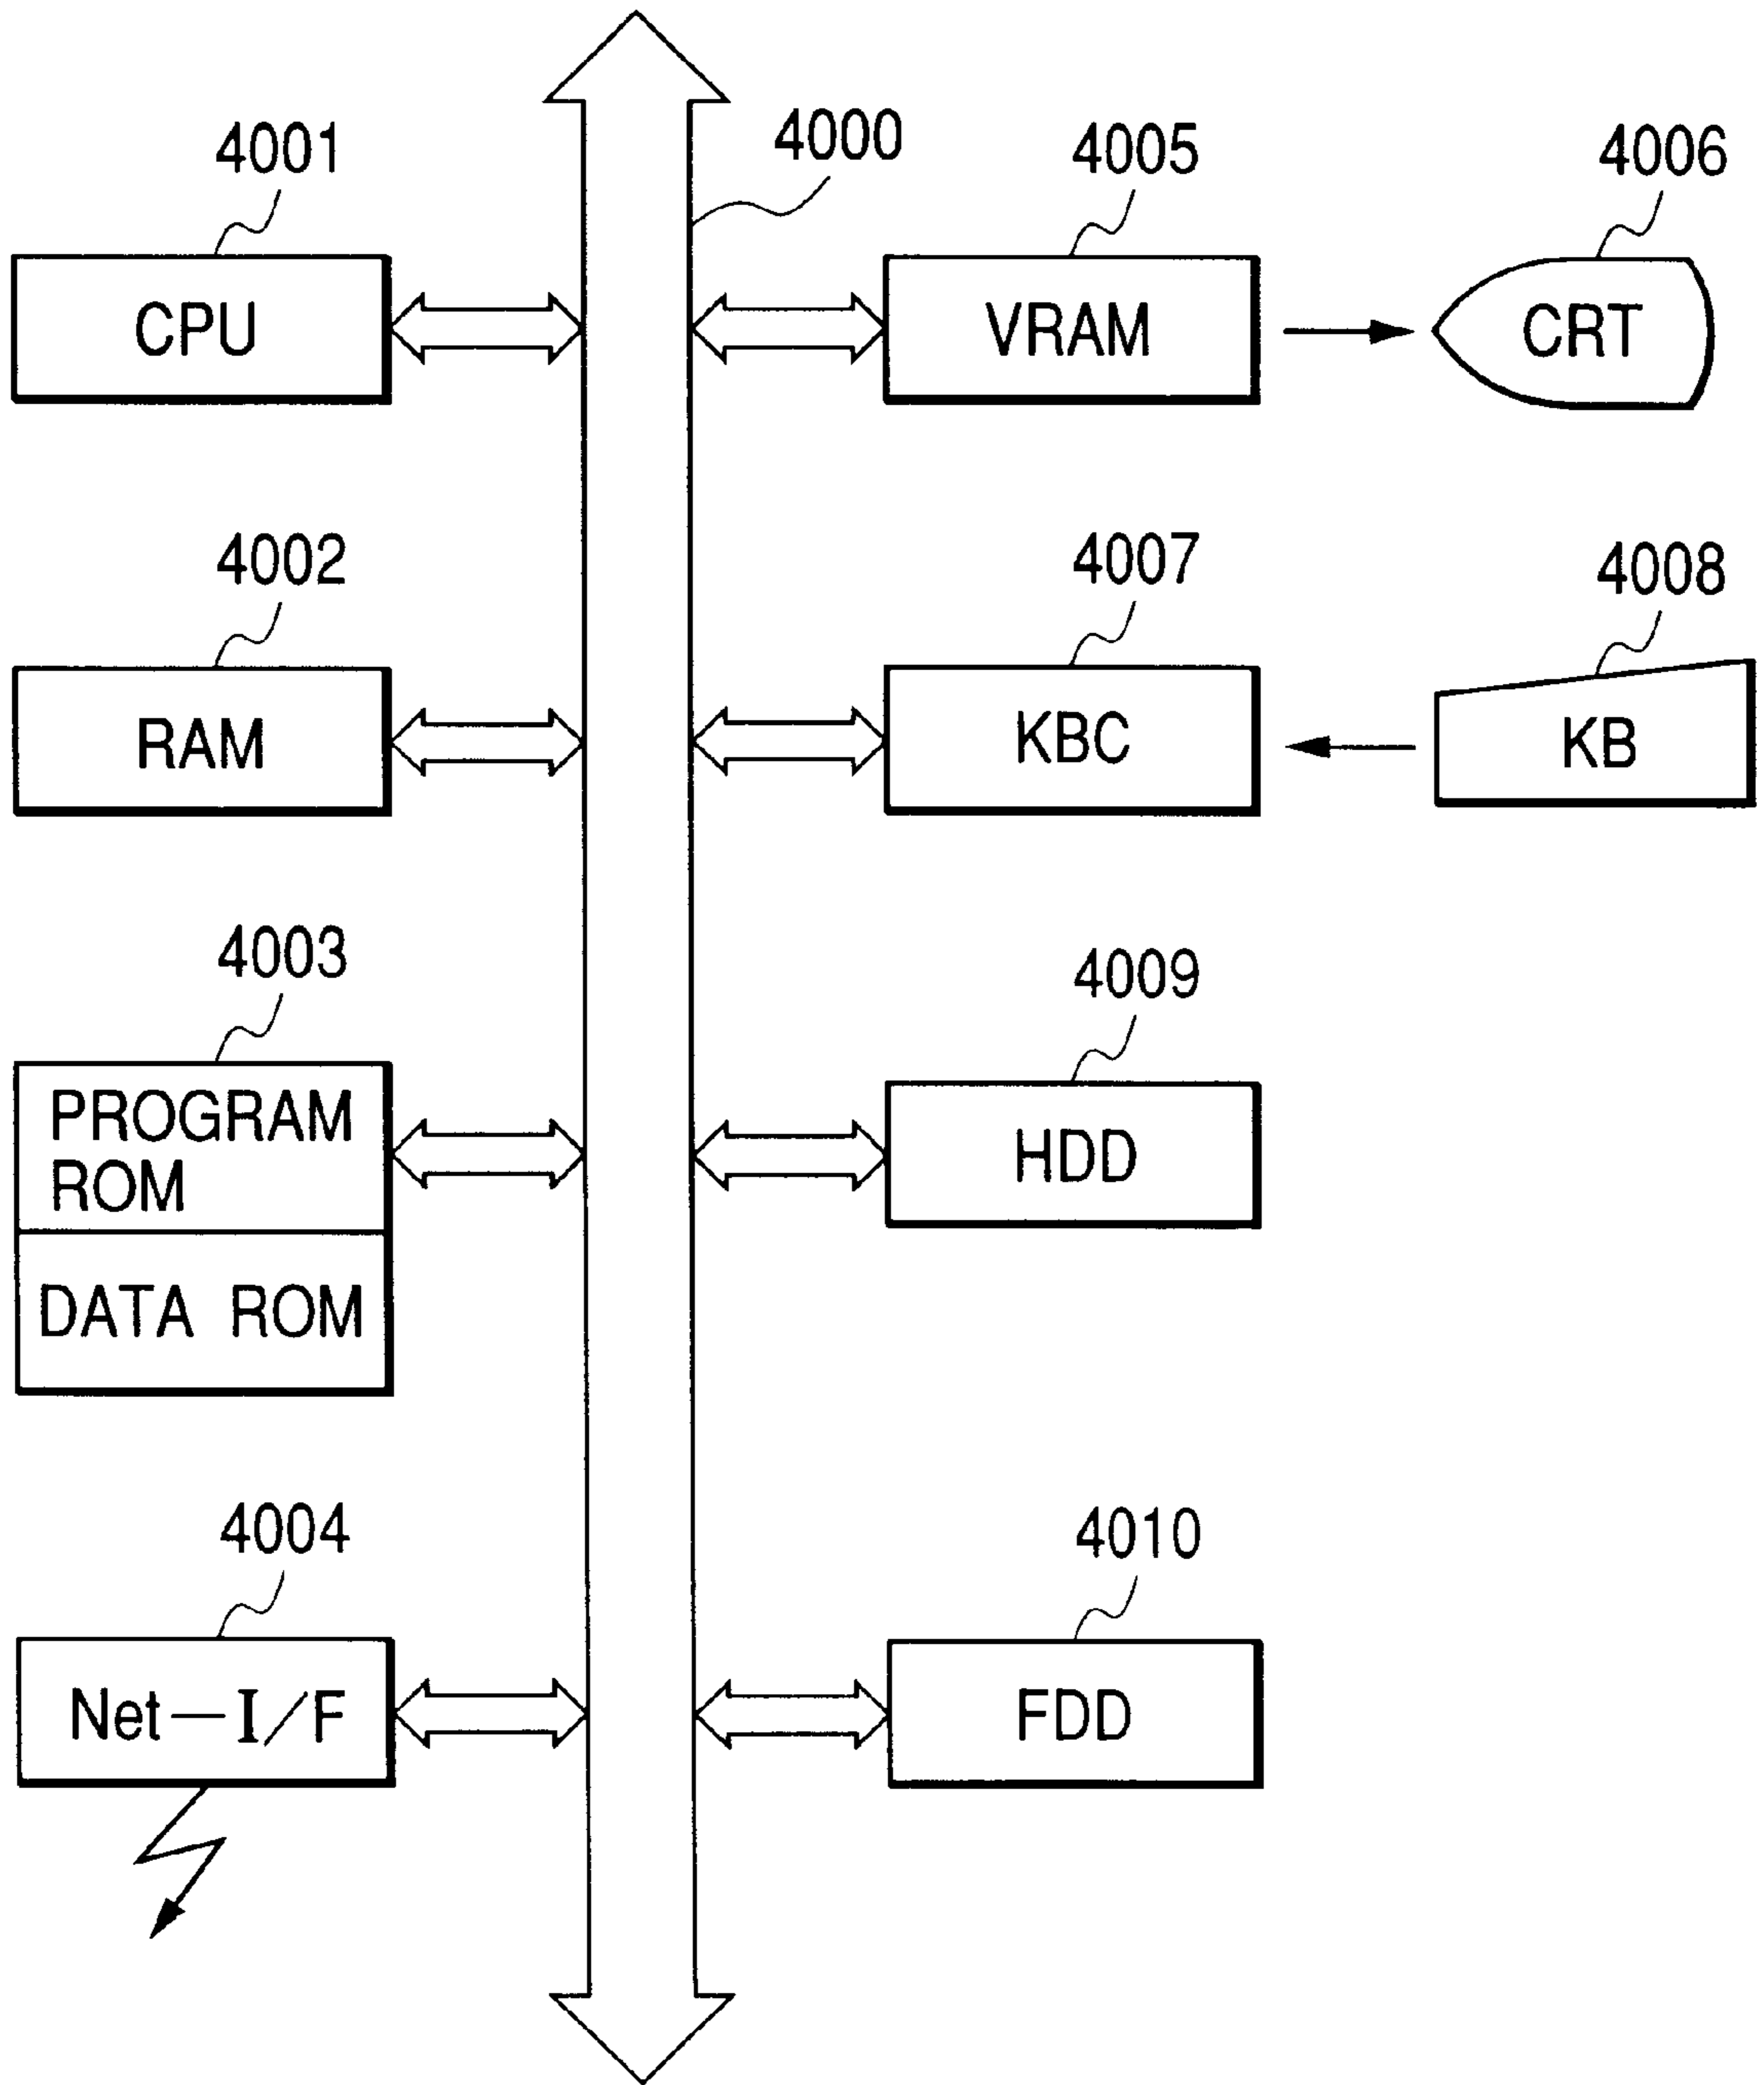 4000
4001
CPU
4005
VRAM
4006
CRT
4002
RAM
4007
KBC
4008
KB
4003
PROGRAM
ROM
DATA ROM
4009
HDD
4004
Net—I/F
4010
FDD